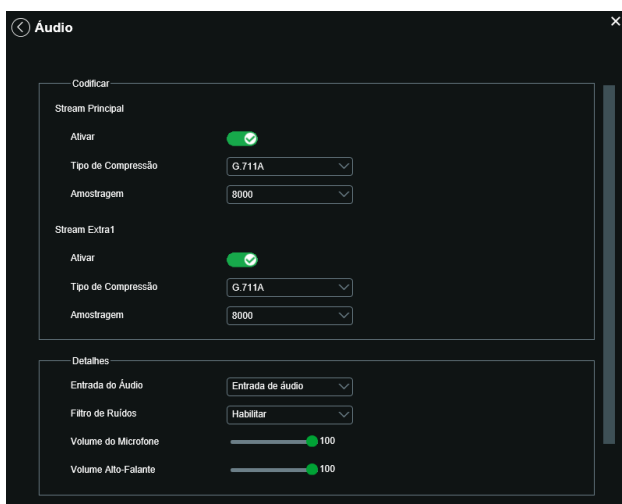 Áudio
Codificar
Stream Principal
Ativar
Tipo de Compressão G.711A
Amostragem 8000
Stream Extra1
Ativar
Tipo de Compressão G.711A
Amostragem 8000
Detalhes
Entrada do Áudio Entrada de áudio
Filtro de Ruídos Habilitar
Volume do Microfone 100
Volume Alto-Falante 100